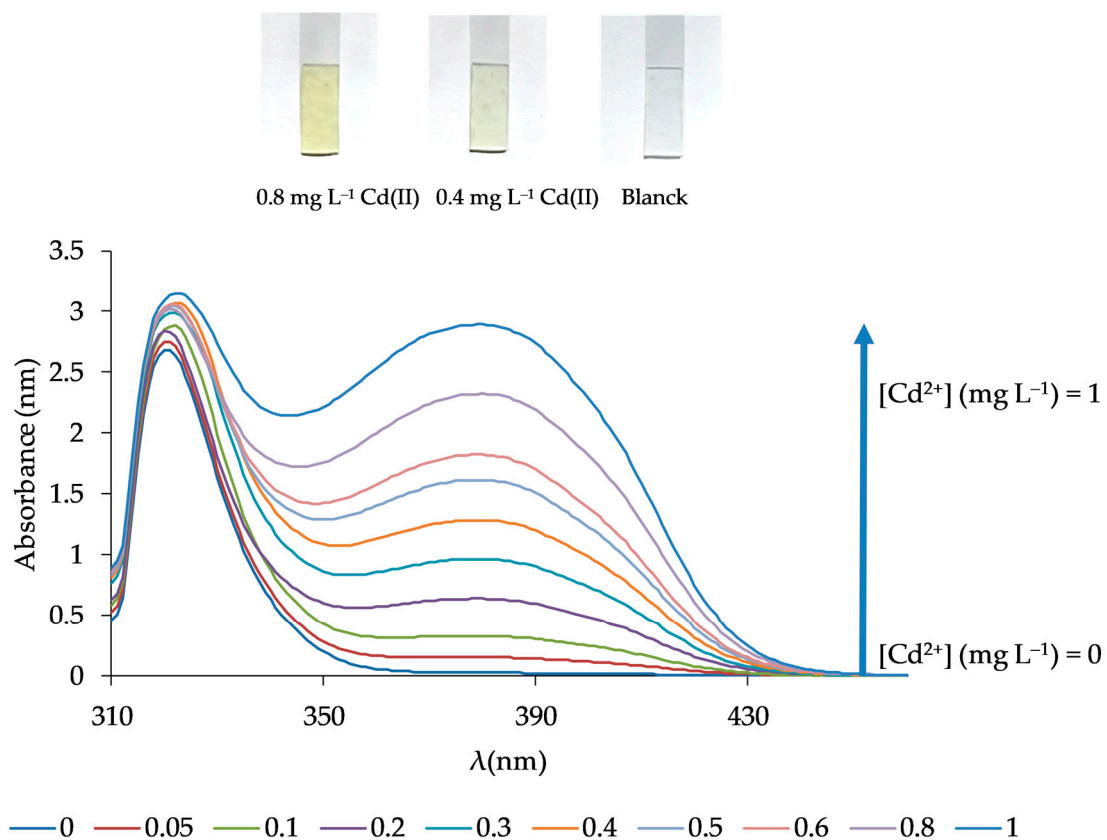 0.8 mg L⁻¹ Cd(II) 0.4 mg L⁻¹ Cd(II) Blanck
3.5
3
2.5
2
1.5
1
0.5
0
Absorbance (nm)
310 350 390 430
λ(nm)
[Cd²⁺] (mg L⁻¹) = 1
[Cd²⁺] (mg L⁻¹) = 0
0 0.05 0.1 0.2 0.3 0.4 0.5 0.6 0.8 1